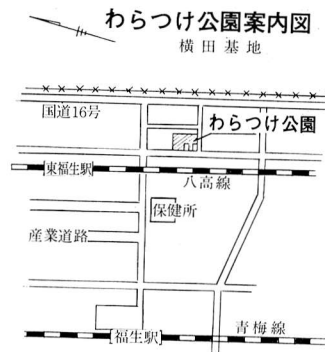 わらつけ公園案内図
横田基地
国道16号
わらつけ公園
東福生駅
八高線
保健所
産業道路
福生駅
青梅線